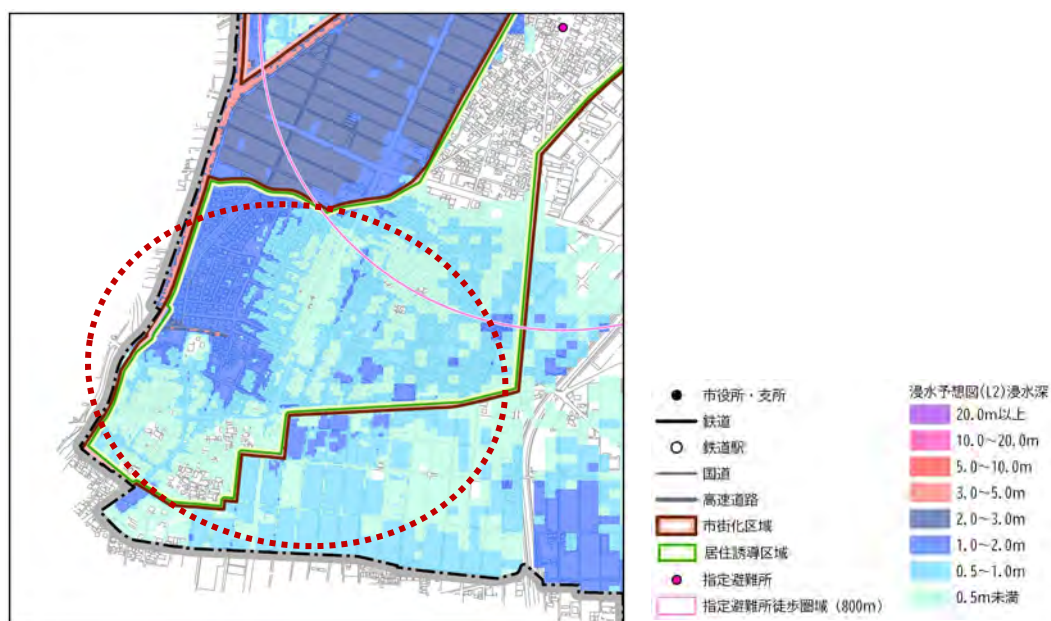 市役所・支所
鉄道
鉄道駅
国道
高速道路
市街化区域
居住誘導区域
指定避難所
指定避難所徒歩圏域（800m）
浸水予想図(L2)浸水深
20.0m以上
10.0～20.0m
5.0～10.0m
3.0～5.0m
2.0～3.0m
1.0～2.0m
0.5～1.0m
0.5m未満